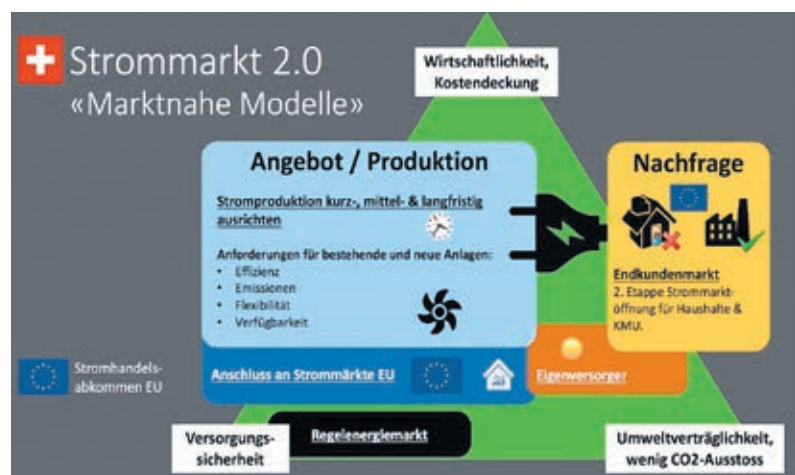 Strommarkt 2.0
«Marktnahe Modelle»
Wirtschaftlichkeit,
Kostendeckung
Angebot / Produktion
Stromproduktion kurz-, mittel- & langfristig
ausrichten
Anforderungen für bestehende und neue Anlagen:
• Effizienz
• Emissionen
• Flexibilität
• Verfügbarkeit
Nachfrage
Endkundenmarkt
2. Etappe Strommarkt-
öffnung für Haushalte &
KMU.
Stromhandels-
abkommen EU
Anschluss an Strommärkte EU
Eigenversorger
Versorgungs-
sicherheit
Regelenergiemarkt
Umweltverträglichkeit,
wenig CO2-Ausstoss